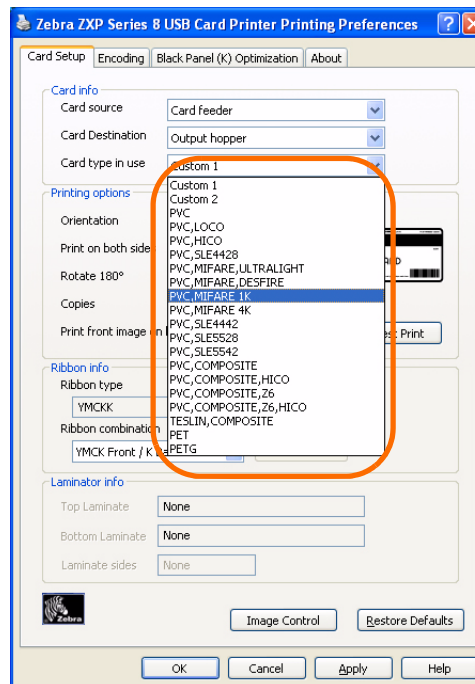 Zebra ZXP Series 8 USB Card Printer Printing Preferences
Card Setup Encoding Black Panel (K) Optimization About
Card info
Card source Card feeder
Card Destination Output hopper
Card type in use Custom 1
Custom 1
Custom 2
PVC
PVC,LOCO
PVC,HICO
PVC,SLE4428
PVC,MIFARE,ULTRALIGHT
PVC,MIFARE,DESFIRE
PVC,MIFARE 1K
PVC,MIFARE 4K
PVC,SLE4442
PVC,SLE5528
PVC,SLE5542
PVC,COMPOSITE
PVC,COMPOSITE,HICO
PVC,COMPOSITE,Z6
PVC,COMPOSITE,Z6,HICO
TESLIN,COMPOSITE
PET
PETG
Printing options
Orientation
Print on both sides
Rotate 180°
Copies
Print front image on
Print
Ribbon info
Ribbon type
YMCKK
Ribbon combination
YMCK Front / K
Laminator info
Top Laminate None
Bottom Laminate None
Laminate sides None
Zebra
Image Control Restore Defaults
OK Cancel Apply Help